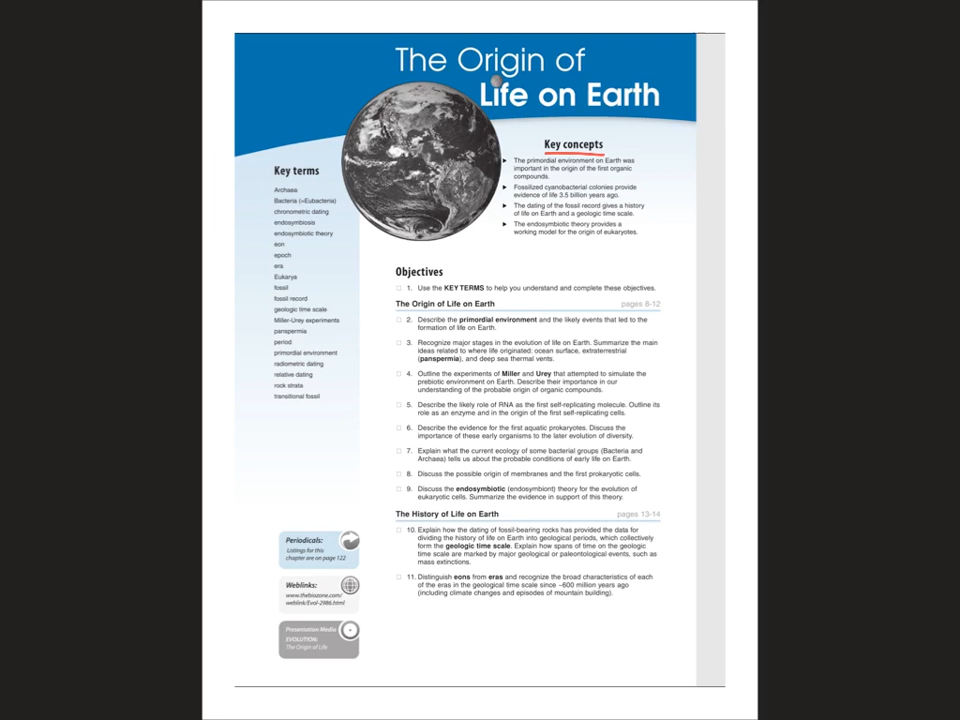 The Origin of
Life on Earth
Key concepts
► The primordial environment on Earth was
important in the origin of the first organic
compounds.
► Fossilized cyanobacterial colonies provide
evidence of life 3.5 billion years ago.
► The dating of the fossil record gives a history
of life on Earth and a geologic time scale.
► The endosymbiotic theory provides a
working model for the origin of eukaryotes.
Key terms
Archaea
Bacteria (=Eubacteria)
chronometric dating
endosymbiosis
endosymbiotic theory
eon
epoch
era
Eukarya
fossil
fossil record
geologic time scale
Miller-Urey experiments
panspermia
period
primordial environment
radiometric dating
relative dating
rock strata
transitional fossil
Objectives
□ 1. Use the KEY TERMS to help you understand and complete these objectives.
The Origin of Life on Earth pages 8-12
□ 2. Describe the primordial environment and the likely events that led to the
formation of life on Earth.
□ 3. Recognize major stages in the evolution of life on Earth. Summarize the main
ideas related to where life originated: ocean surface, extraterrestrial
(panspermia), and deep sea thermal vents.
□ 4. Outline the experiments of Miller and Urey that attempted to simulate the
prebiotic environment on Earth. Describe their importance in our
understanding of the probable origin of organic compounds.
□ 5. Describe the likely role of RNA as the first self-replicating molecule. Outline its
role as an enzyme and in the origin of the first self-replicating cells.
□ 6. Describe the evidence for the first aquatic prokaryotes. Discuss the
importance of these early organisms to the later evolution of diversity.
□ 7. Explain what the current ecology of some bacterial groups (Bacteria and
Archaea) tells us about the probable conditions of early life on Earth.
□ 8. Discuss the possible origin of membranes and the first prokaryotic cells.
□ 9. Discuss the endosymbiotic (endosymbiont) theory for the evolution of
eukaryotic cells. Summarize the evidence in support of this theory.
The History of Life on Earth pages 13-14
□ 10. Explain how the dating of fossil-bearing rocks has provided the data for
dividing the history of life on Earth into geological periods, which collectively
form the geologic time scale. Explain how spans of time on the geologic
time scale are marked by major geological or paleontological events, such as
mass extinctions.
□ 11. Distinguish eons from eras and recognize the broad characteristics of each
of the eras in the geological time scale since ~600 million years ago
(including climate changes and episodes of mountain building).
Periodicals:
Listings for this
chapter are on page 122
Weblinks:
www.thebiozone.com/
weblink/Evol-2986.html
Presentation Media
EVOLUTION:
The Origin of Life